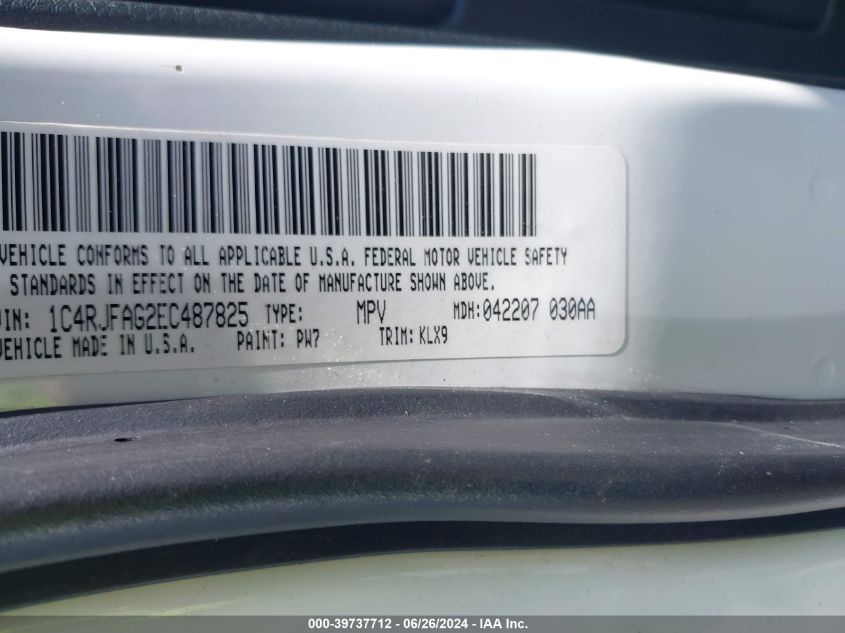 VEHICLE CONFORMS TO ALL APPLICABLE U.S.A. FEDERAL MOTOR VEHICLE SAFETY
STANDARDS IN EFFECT ON THE DATE OF MANUFACTURE SHOWN ABOVE.
VIN: 1C4RJFAG2EC487825 TYPE: MPV MDH: 042207 030AA
VEHICLE MADE IN U.S.A. PAINT: PW7 TRIM: KLX9
000-39737712 - 06/26/2024 - IAA Inc.